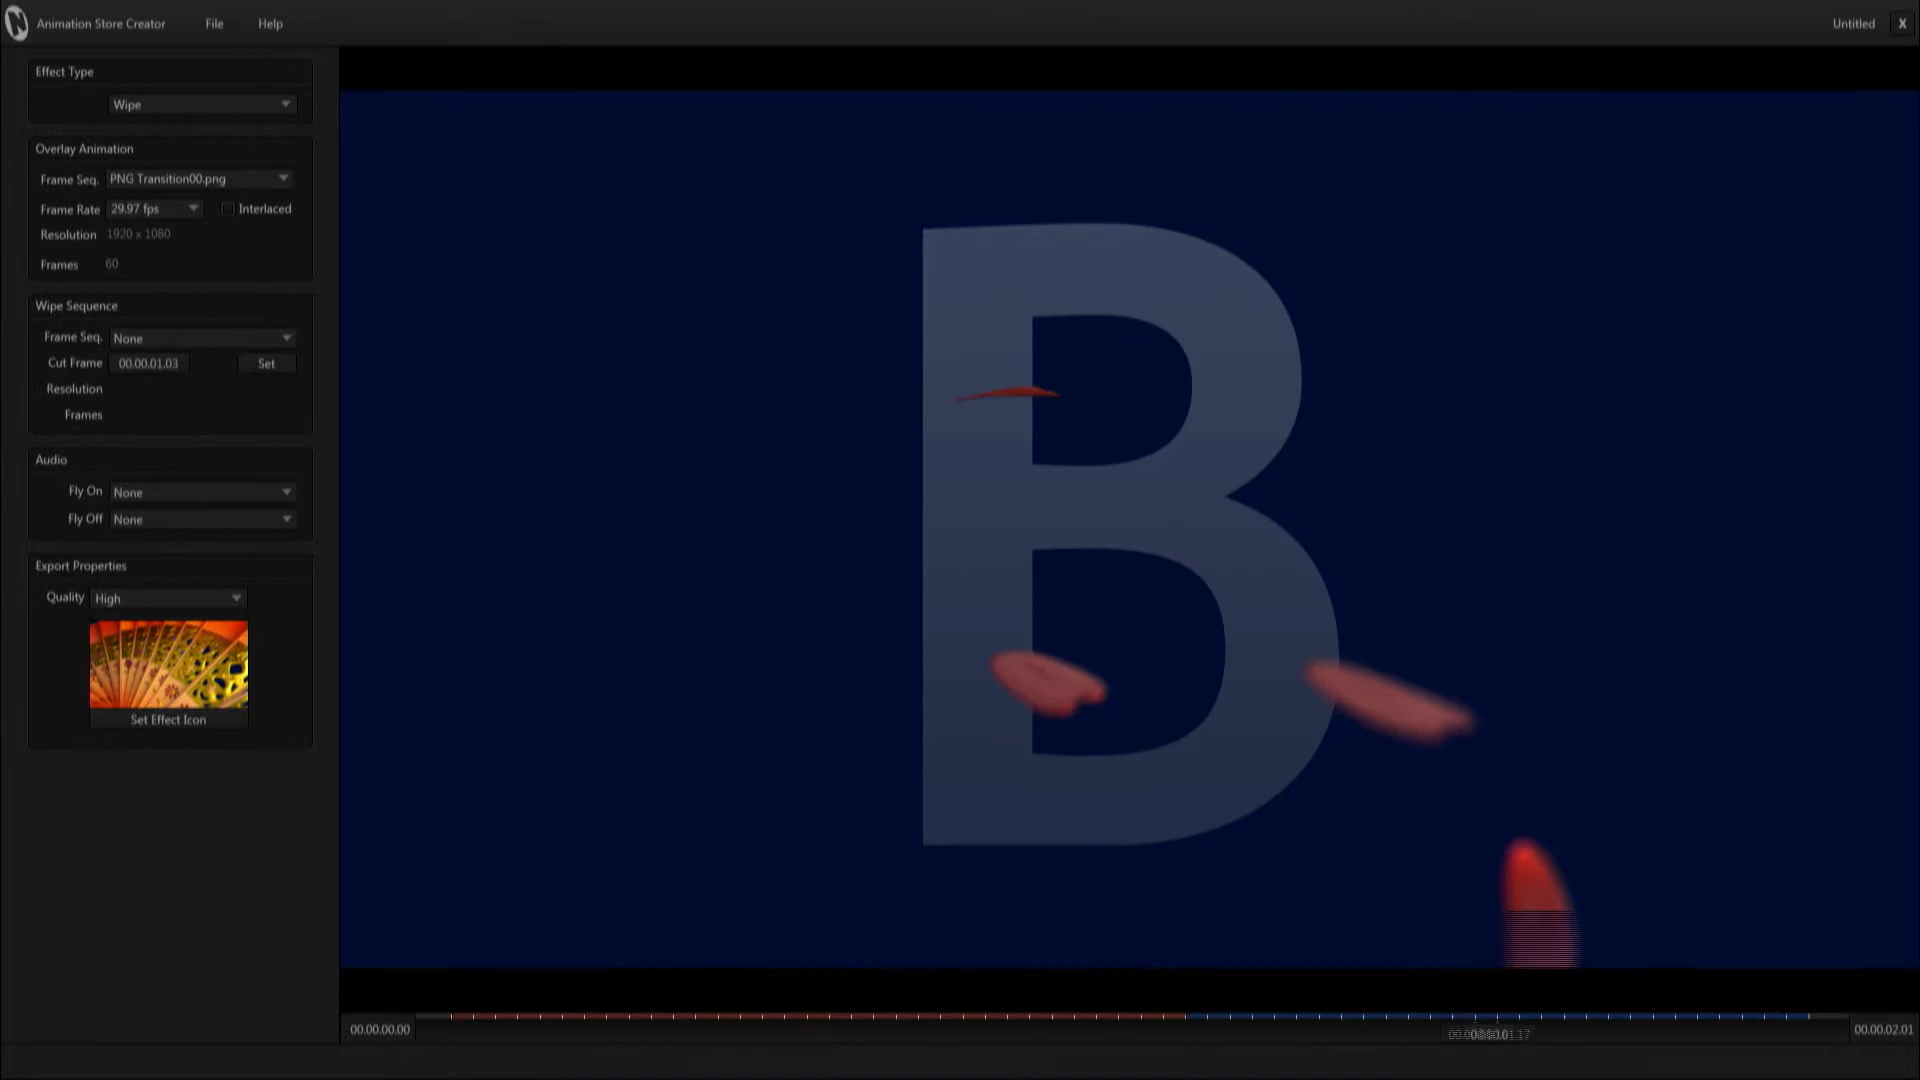 Animation Store Creator File Help Untitled X
Effect Type
Wipe
Overlay Animation
Frame Seq. PNG Transition00.png
Frame Rate 29.97 fps Interlaced
Resolution 1920 x 1080
Frames 60
Wipe Sequence
Frame Seq. None
Cut Frame 00.00.01.03 Set
Resolution
Frames
Audio
Fly On None
Fly Off None
Export Properties
Quality High
Set Effect Icon
B
00.00.00.00 00.00.02.01